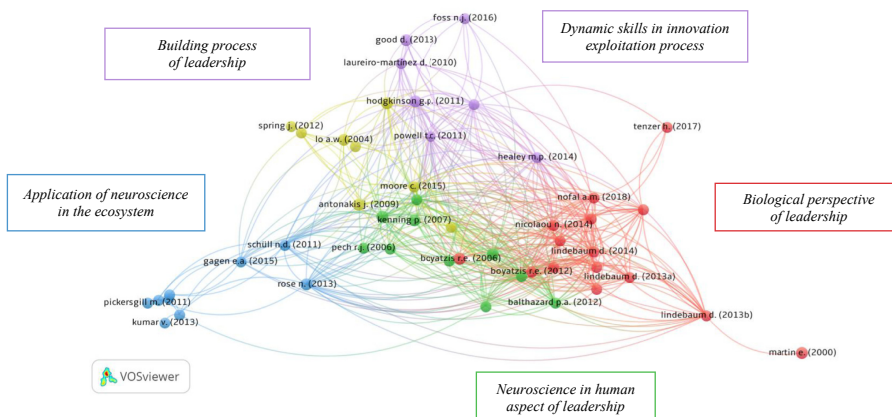 foss n.j. (2016)
Building process
of leadership
good d. (2013)
Dynamic skills in innovation
exploitation process
laureiro-martínez d. (2010)
hodgkinson g.p. (2011)
spring j. (2012)
tenzer h. (2017)
lo a.w. (2004)
powell t.c. (2011)
healey m.p. (2014)
Application of neuroscience
in the ecosystem
moore c. (2015)
nofal a.m. (2018)
Biological perspective
of leadership
antonakis j. (2009)
kenning p. (2007)
nicolaou n. (2014)
schüll n.d. (2011)
pech r.j. (2006)
lindebaum d. (2014)
gagen e.a. (2015)
boyatzis r.e. (2006)
boyatzis r.e. (2012)
lindebaum d. (2013a)
rose n. (2013)
pickersgill m. (2011)
balthazard p.a. (2012)
kumar v. (2013)
lindebaum d. (2013b)
martin e. (2000)
VOSviewer
Neuroscience in human
aspect of leadership